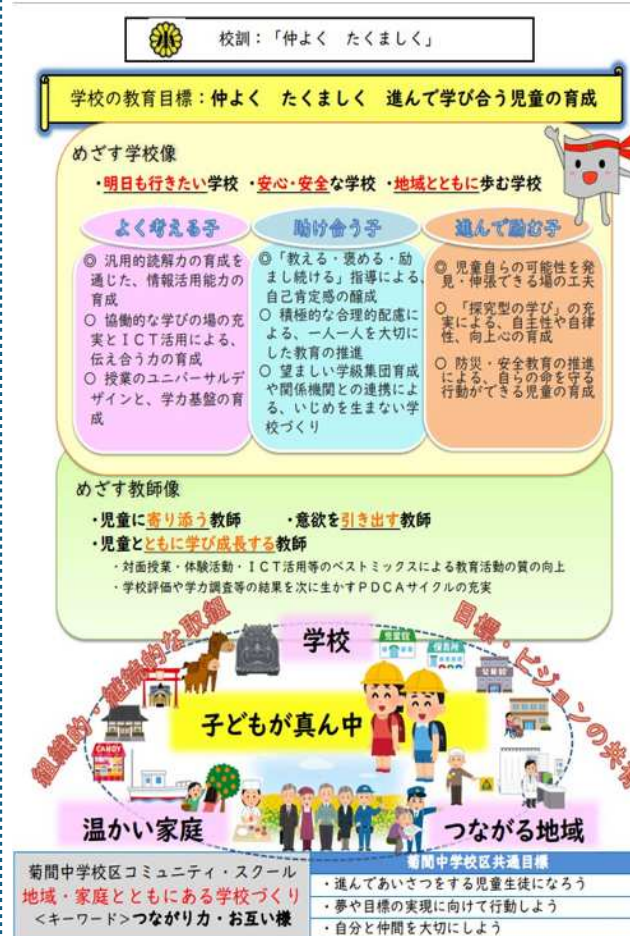 校訓：「仲よく　たくましく」
学校の教育目標：仲よく　たくましく　進んで学び合う児童の育成
めざす学校像
・明日も行きたい学校　・安心・安全な学校　・地域とともに歩む学校
よく考える子
◎ 汎用的読解力の育成を
通じた、情報活用能力の
育成
○ 協働的な学びの場の充
実とＩＣＴ活用による、
伝え合う力の育成
○ 授業のユニバーサルデ
ザインと、学力基盤の育
成
助け合う子
◎「教える・褒める・励
まし続ける」指導による、
自己肯定感の醸成
○ 積極的な合理的配慮に
よる、一人一人を大切に
した教育の推進
○ 望ましい学級集団育成
や関係機関との連携によ
る、いじめを生まない学
校づくり
進んで励む子
◎ 児童自らの可能性を発
見・伸張できる場の工夫
○ 「探究型の学び」の充
実による、自主性や自律
性、向上心の育成
○ 防災・安全教育の推進
による、自らの命を守る
行動ができる児童の育成
めざす教師像
・児童に寄り添う教師　・意欲を引き出す教師
・児童とともに学び成長する教師
・対面授業・体験活動・ＩＣＴ活用等のベストミックスによる教育活動の質の向上
・学校評価や学力調査等の結果を次に生かすＰＤＣＡサイクルの充実
組織的・継続的な取組
目標・ビジョンの共有
学校
児童館
保育所
公民館
CANDY
子どもが真ん中
温かい家庭
つながる地域
菊間中学校区コミュニティ・スクール
地域・家庭とともにある学校づくり
＜キーワード＞つながり力・お互い様
菊間中学校区共通目標
・進んであいさつをする児童生徒になろう
・夢や目標の実現に向けて行動しよう
・自分と仲間を大切にしよう